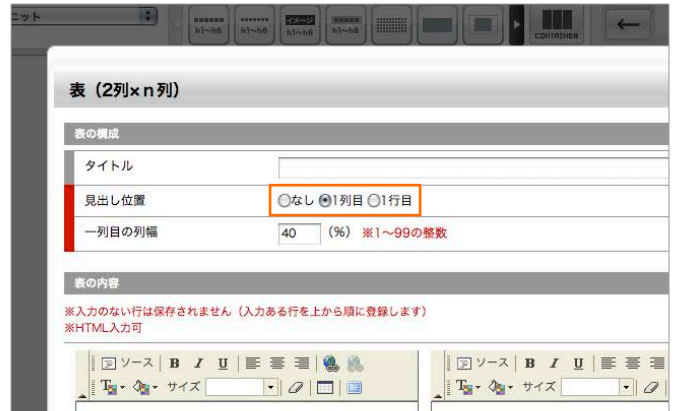 ニット
h1~h6 h1~h6 イメージ h1~h6 h1~h6 CONTAINER
表（2列×n列）
表の構成
タイトル
見出し位置 なし 1列目 1行目
一列目の列幅 40 （%） ※1～99の整数
表の内容
※入力のない行は保存されません（入力ある行を上から順に登録します）
※HTML入力可
ソース B I U ソース B I U
サイズ サイズ